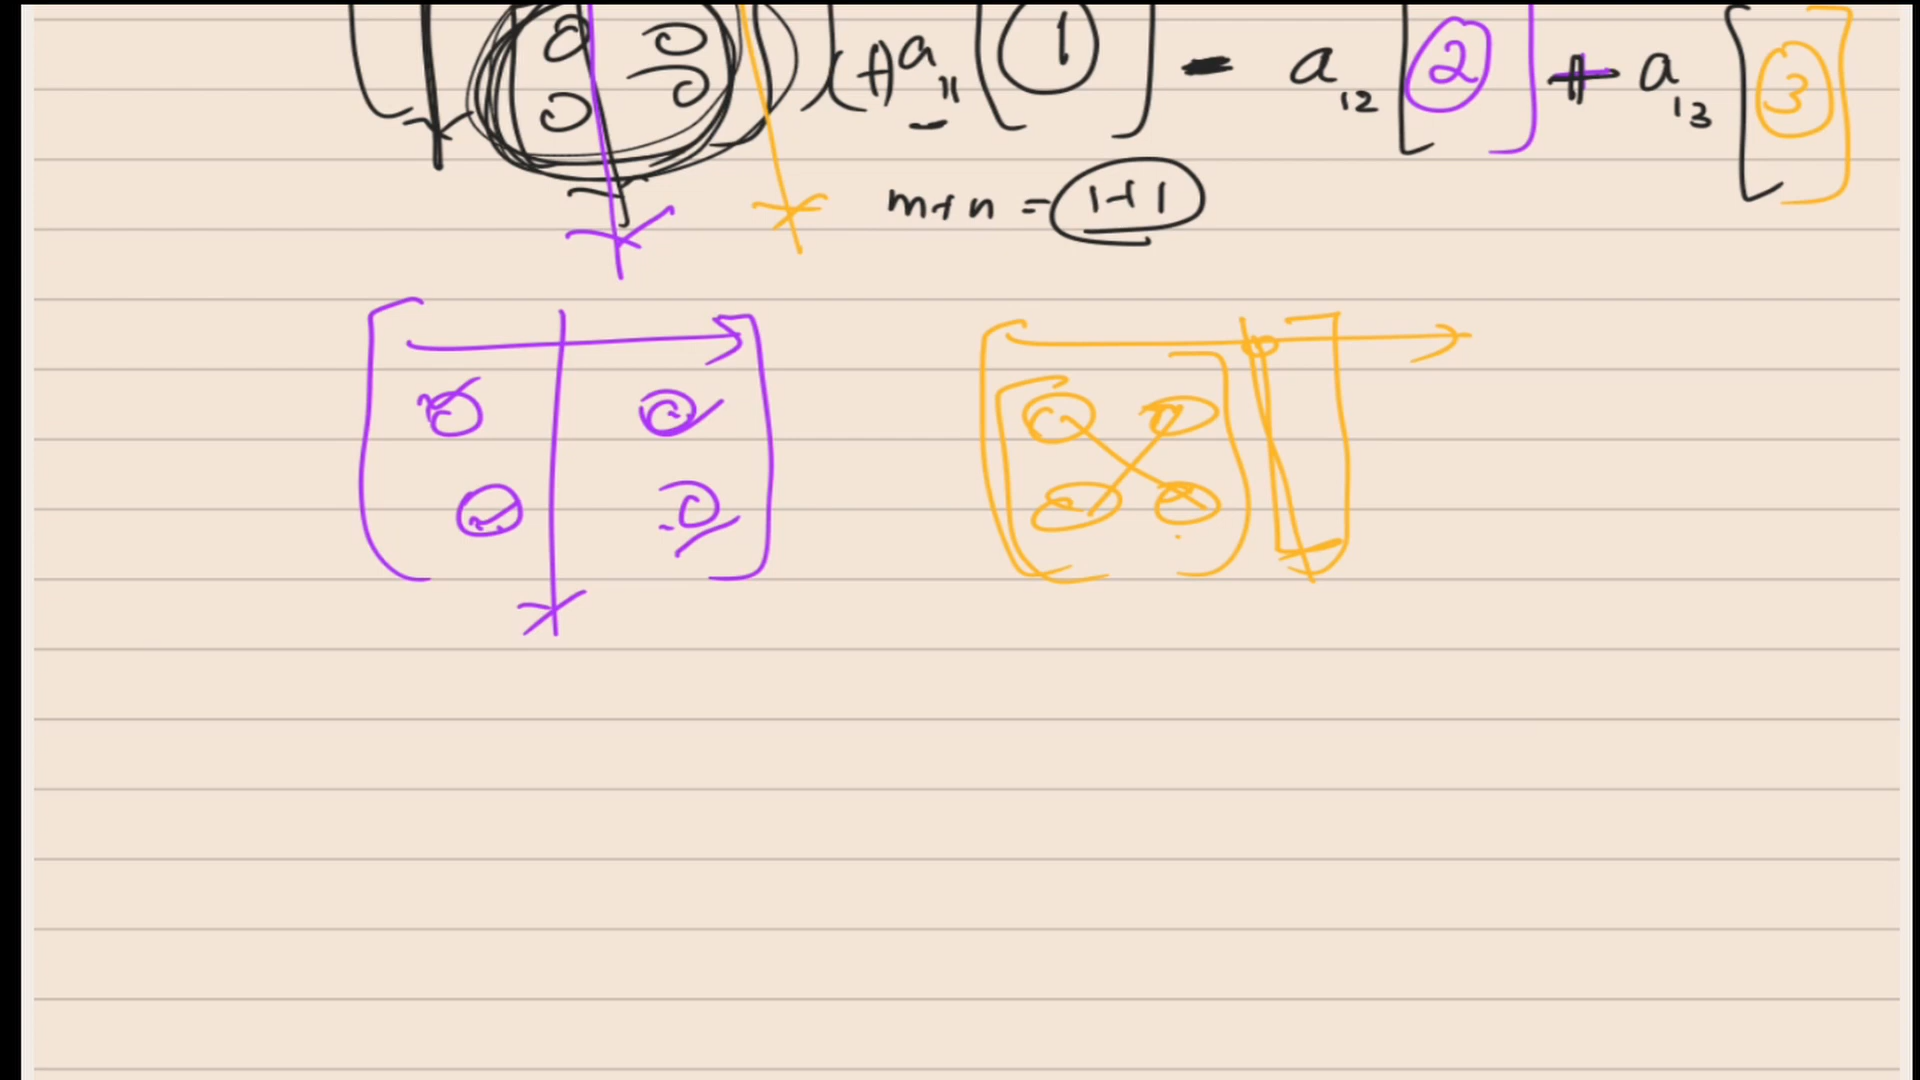 (+) a₁₁ [①] - a₁₂ [②] + a₁₃ [③]
m+n = 1+1